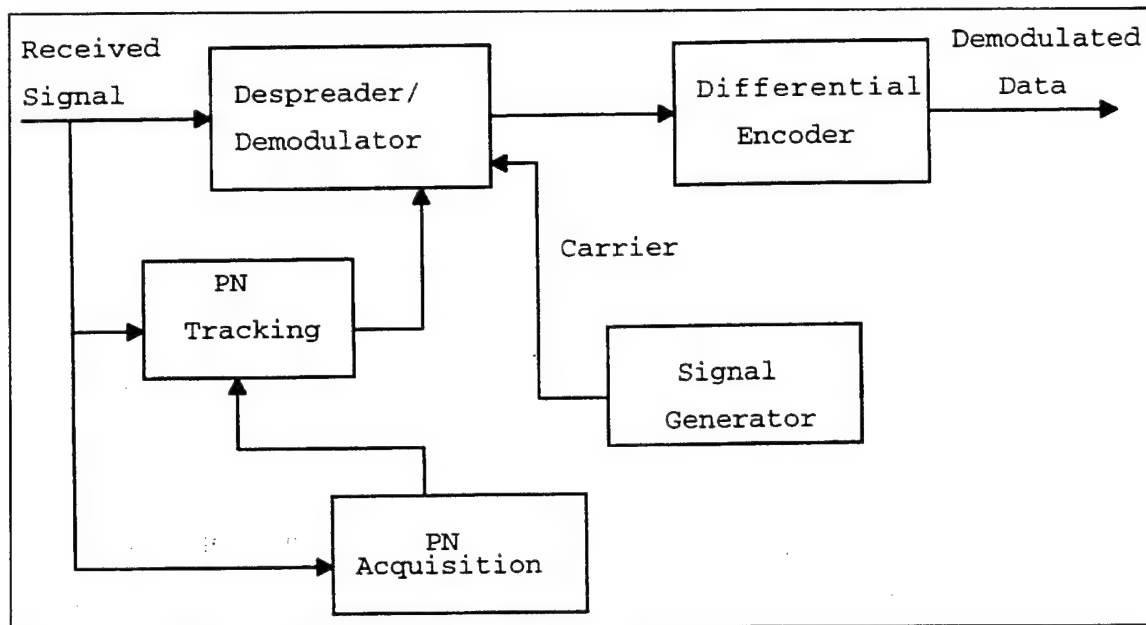 Received
Signal
Despreader/
Demodulator
Differential
Encoder
Demodulated
Data
Carrier
PN
Tracking
Signal
Generator
PN
Acquisition